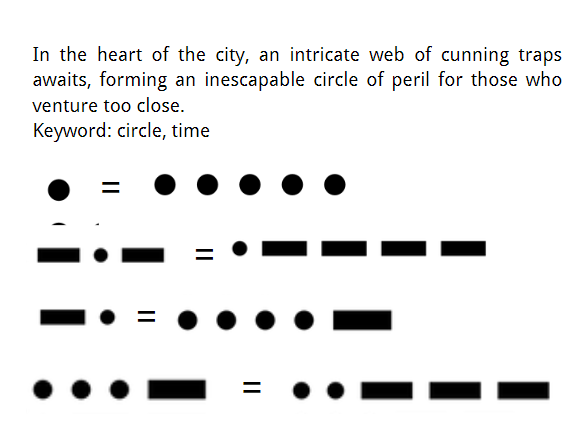 In the heart of the city, an intricate web of cunning traps
awaits, forming an inescapable circle of peril for those who
venture too close.
Keyword: circle, time
. = .....
-.- = .----
-. = ....-
...- = ..---